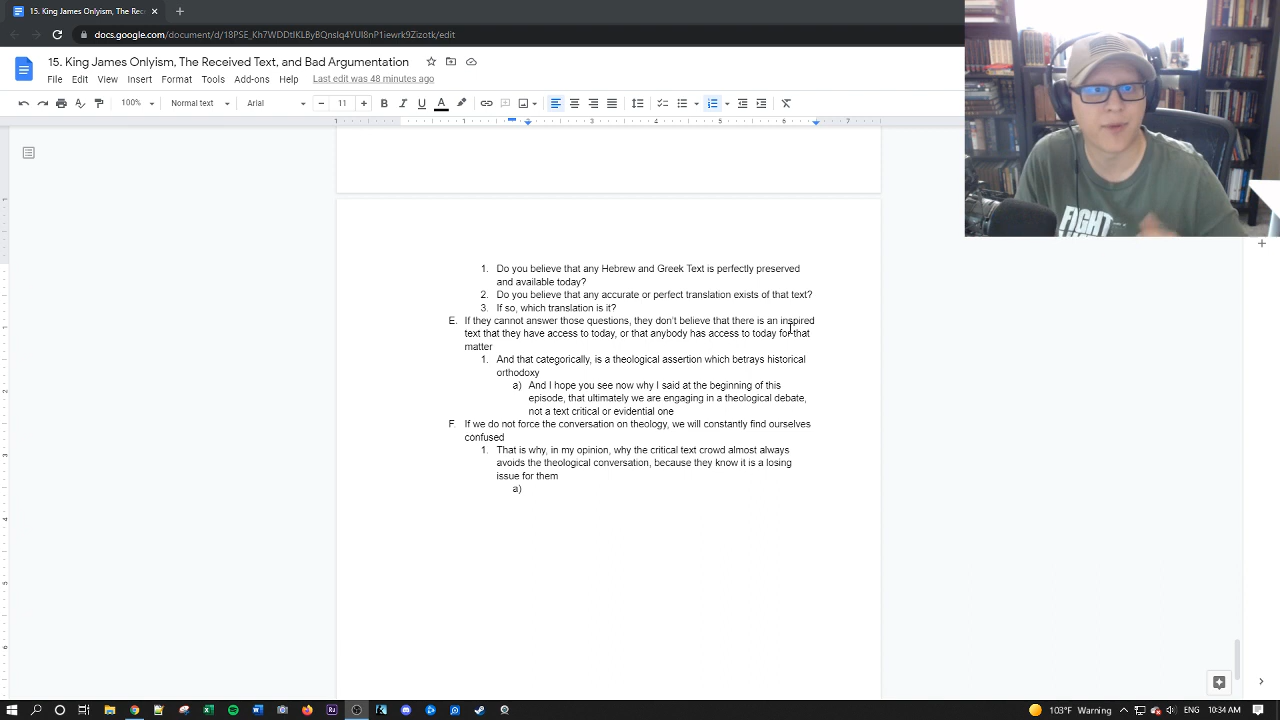 15. King James Onlyism, The Rec
docs.google.com
15. King James Onlyism, The Received Text, and Bad Argumentation
File Edit View Insert Format Tools Last edit was 48 minutes ago
100% Normal text Arial 11
1. Do you believe that any Hebrew and Greek Text is perfectly preserved
and available today?
2. Do you believe that any accurate or perfect translation exists of that text?
3. If so, which translation is it?
E. If they cannot answer those questions, they don't believe that there is an inspired
text that they have access to today, or that anybody has access to today for that
matter
1. And that categorically, is a theological assertion which betrays historical
orthodoxy
a) And I hope you see now why I said at the beginning of this
episode, that ultimately we are engaging in a theological debate,
not a text critical or evidential one
F. If we do not force the conversation on theology, we will constantly find ourselves
confused
1. That is why, in my opinion, why the critical text crowd almost always
avoids the theological conversation, because they know it is a losing
issue for them
a)
FIGHT
103°F Warning ENG 10:34 AM